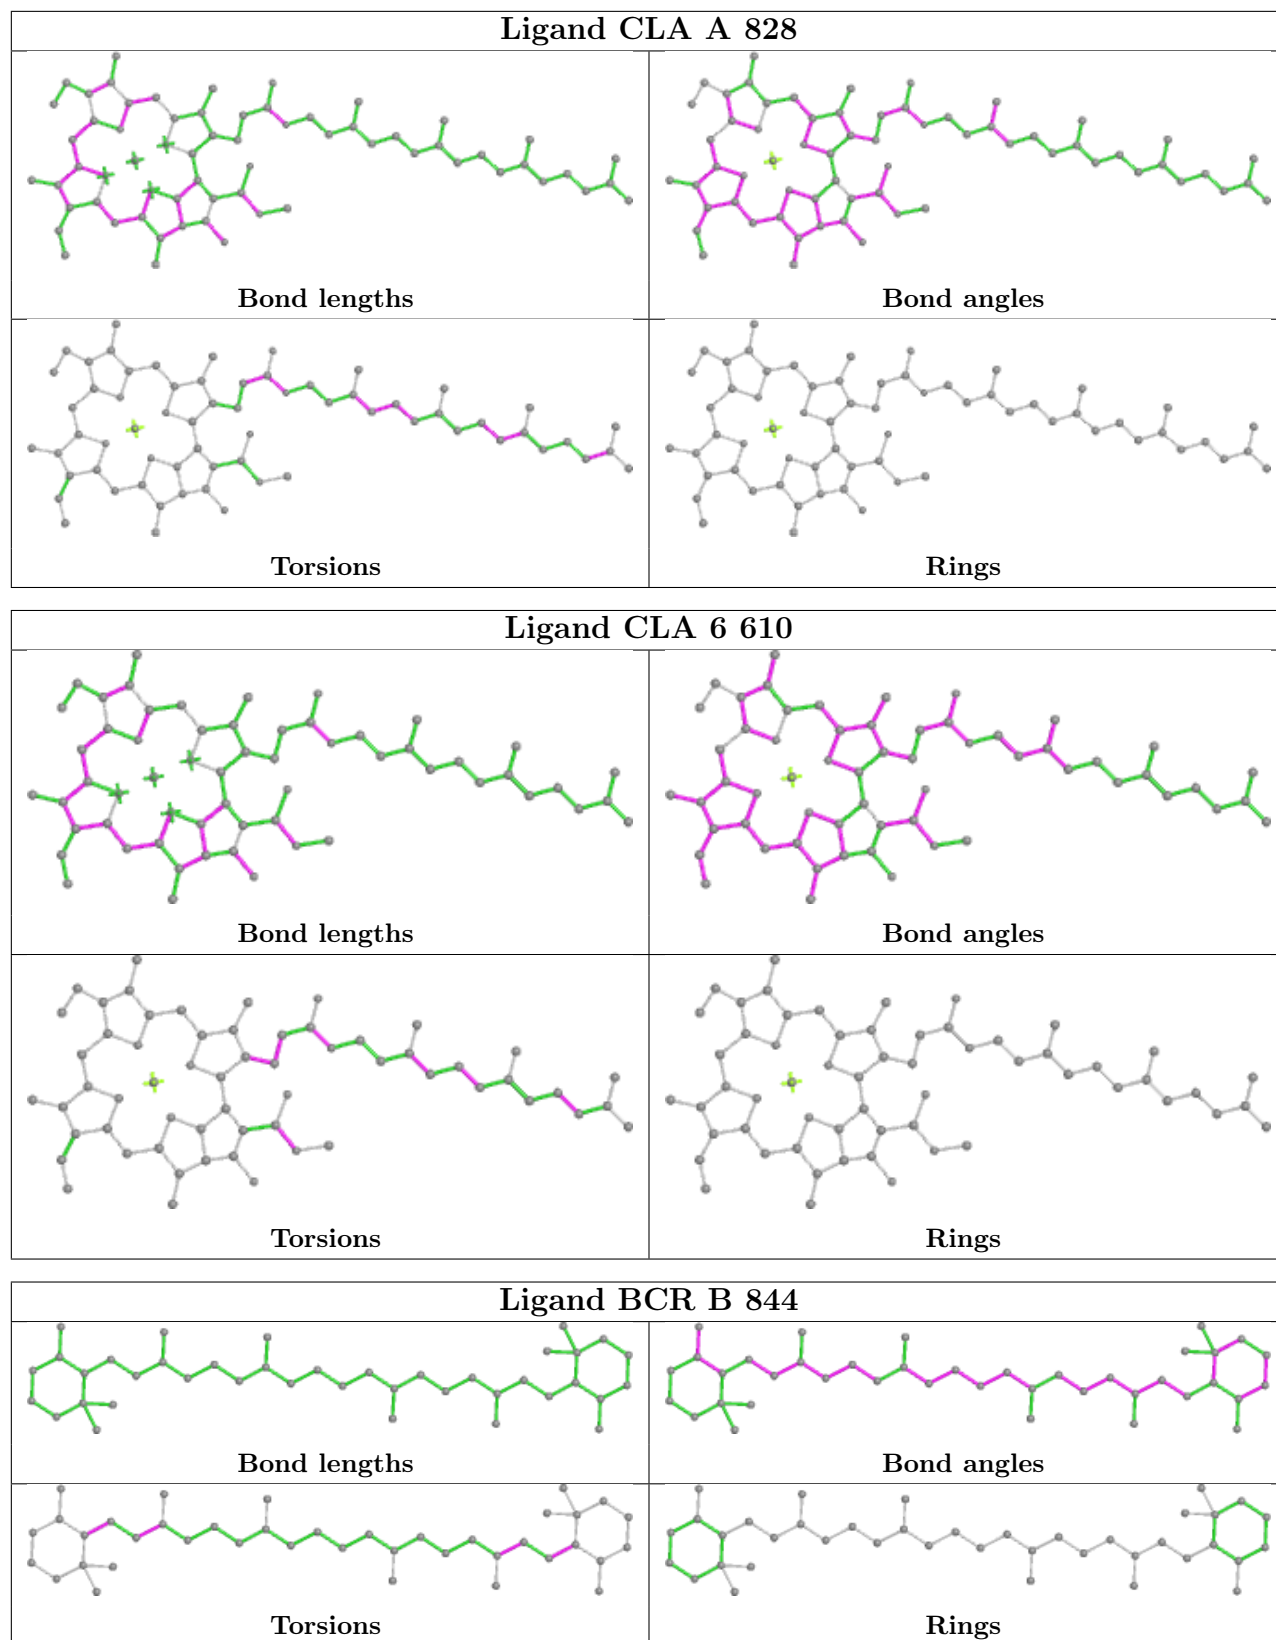 Ligand CLA A 828
Bond lengths
Bond angles
Torsions
Rings
Ligand CLA 6 610
Bond lengths
Bond angles
Torsions
Rings
Ligand BCR B 844
Bond lengths
Bond angles
Torsions
Rings